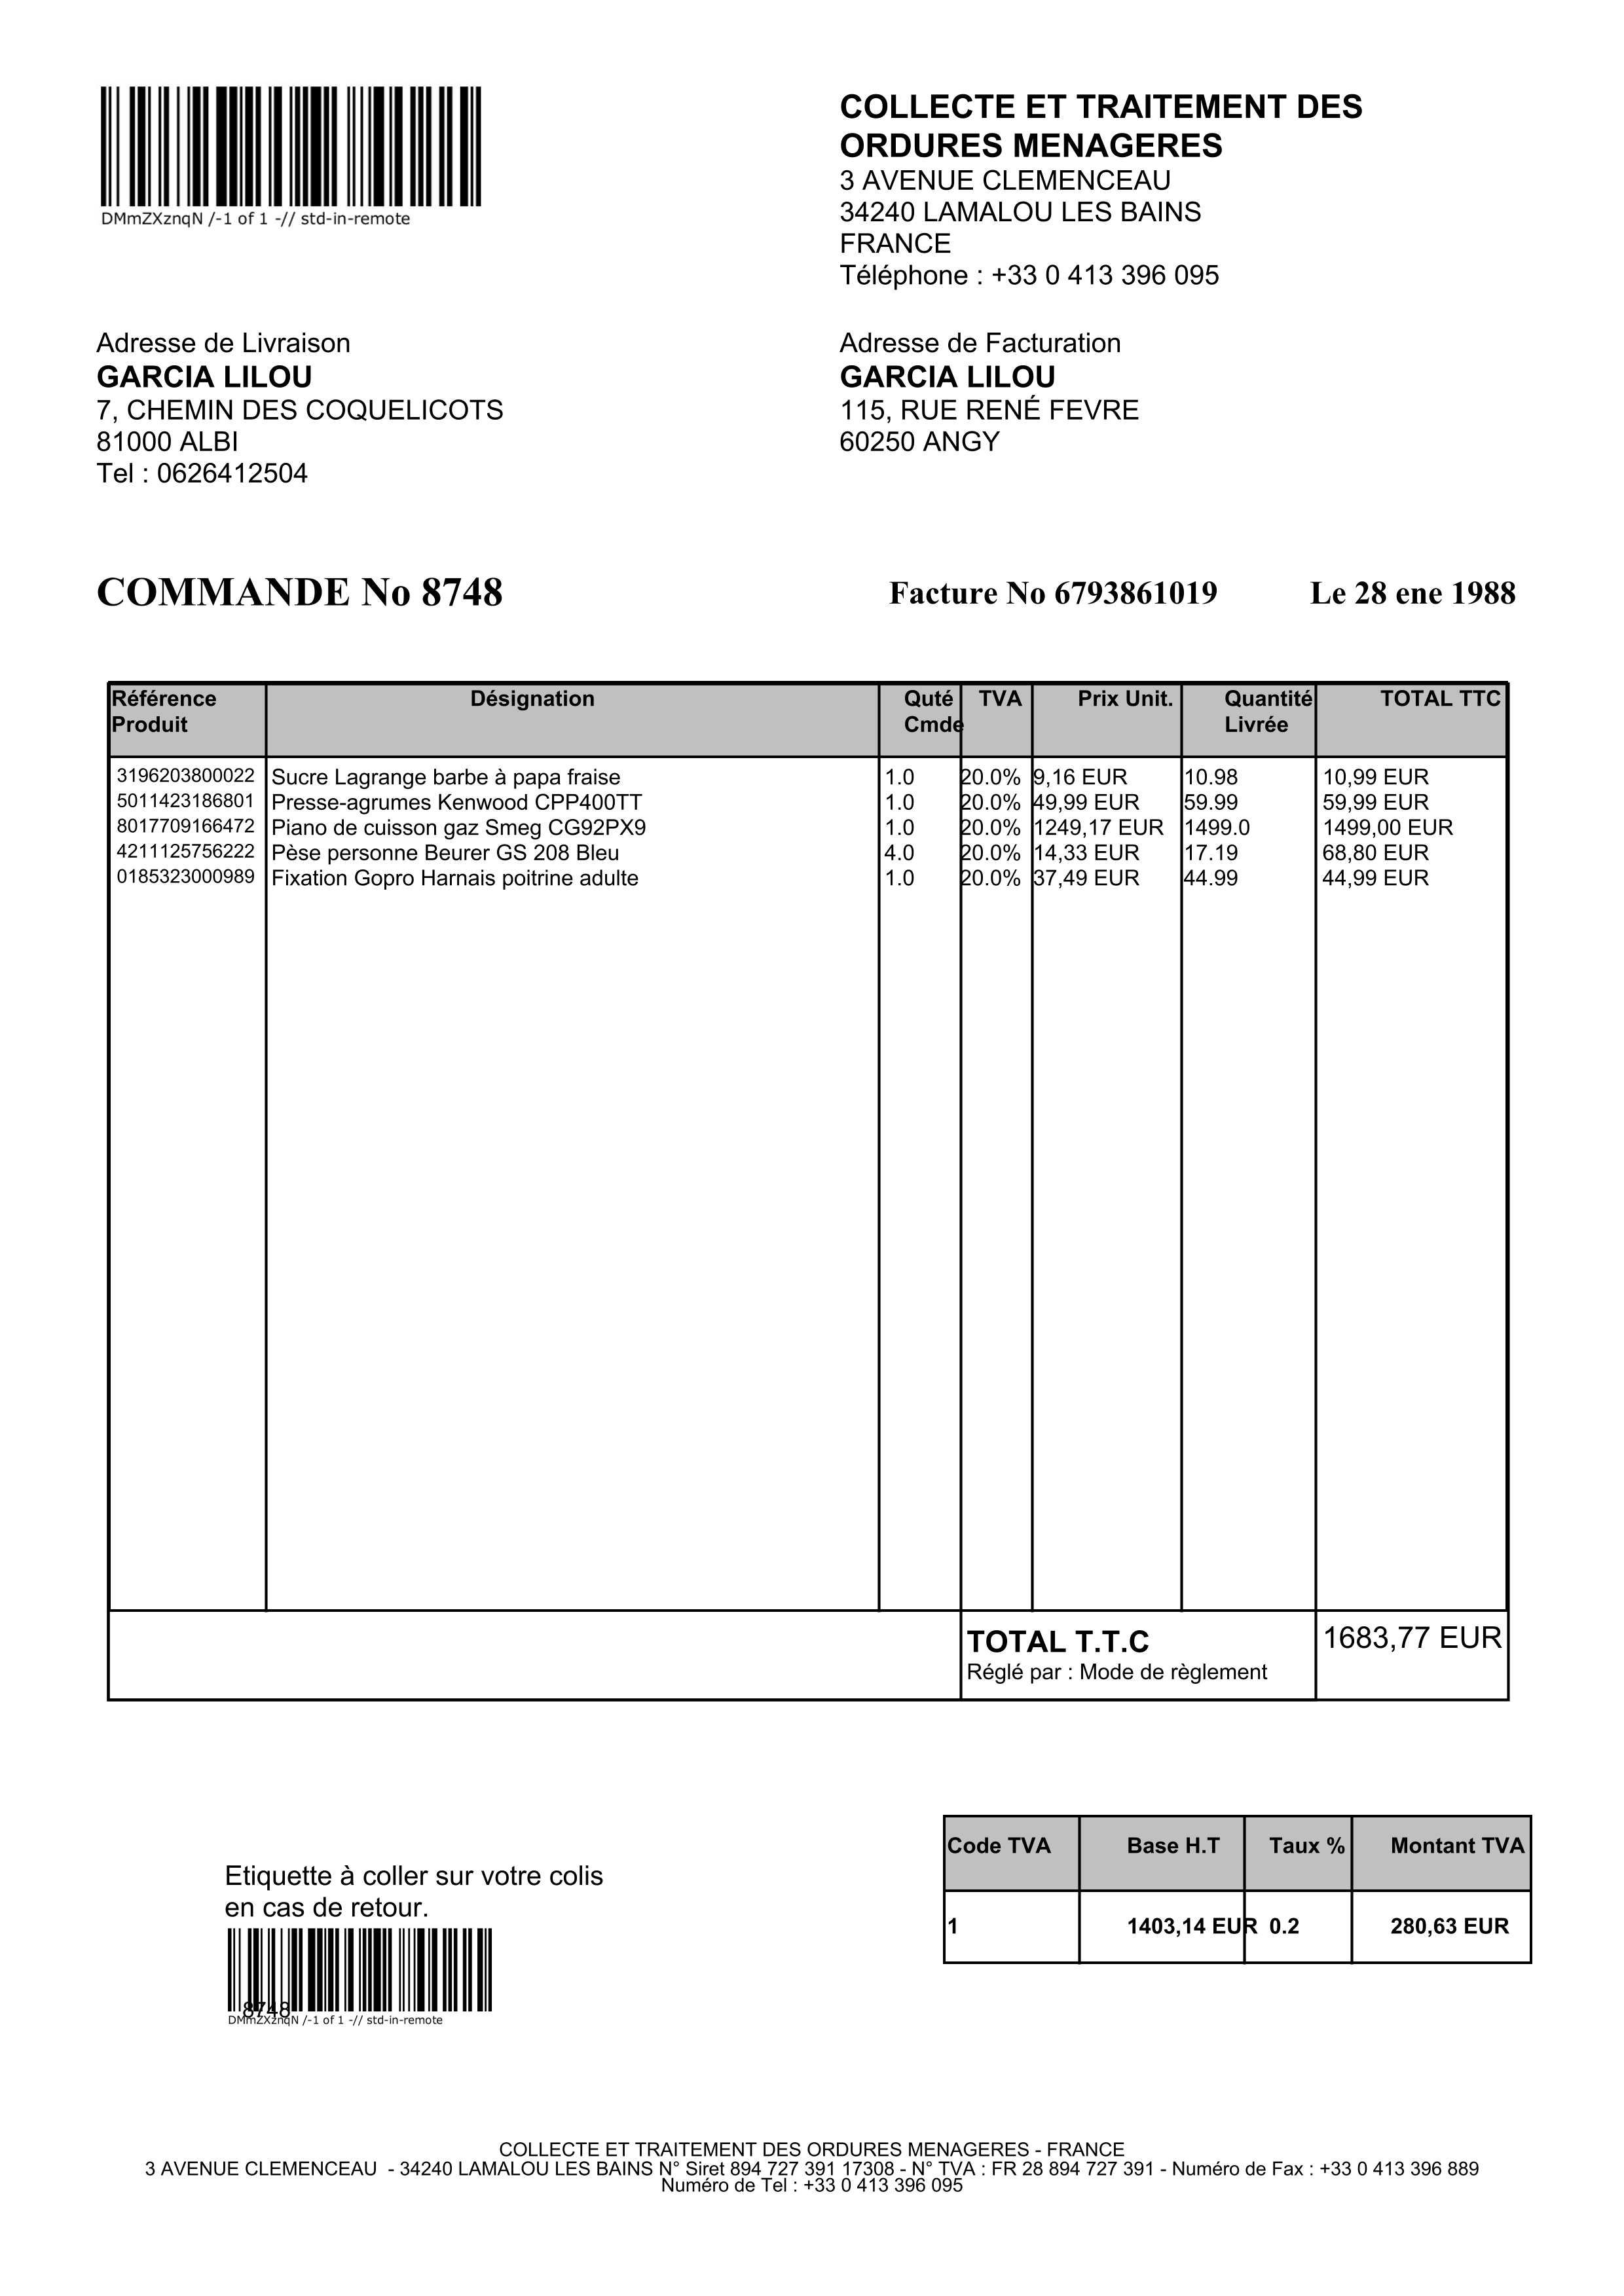 DMmZXznqN /-1 of 1 -// std-in-remote
COLLECTE ET TRAITEMENT DES
ORDURES MENAGERES
3 AVENUE CLEMENCEAU
34240 LAMALOU LES BAINS
FRANCE
Téléphone : +33 0 413 396 095
Adresse de Livraison
GARCIA LILOU
7, CHEMIN DES COQUELICOTS
81000 ALBI
Tel : 0626412504
Adresse de Facturation
GARCIA LILOU
115, RUE RENÉ FEVRE
60250 ANGY
COMMANDE No 8748 Facture No 6793861019 Le 28 ene 1988
Référence Désignation Quté TVA Prix Unit. Quantité TOTAL TTC
Produit Cmde Livrée
3196203800022 Sucre Lagrange barbe à papa fraise 1.0 20.0% 9,16 EUR 10.98 10,99 EUR
5011423186801 Presse-agrumes Kenwood CPP400TT 1.0 20.0% 49,99 EUR 59.99 59,99 EUR
8017709166472 Piano de cuisson gaz Smeg CG92PX9 1.0 20.0% 1249,17 EUR 1499.0 1499,00 EUR
4211125756222 Pèse personne Beurer GS 208 Bleu 4.0 20.0% 14,33 EUR 17.19 68,80 EUR
0185323000989 Fixation Gopro Harnais poitrine adulte 1.0 20.0% 37,49 EUR 44.99 44,99 EUR
TOTAL T.T.C 1683,77 EUR
Réglé par : Mode de règlement
Code TVA Base H.T Taux % Montant TVA
1 1403,14 EUR 0.2 280,63 EUR
Etiquette à coller sur votre colis
en cas de retour.
8748
DMmZXznqN /-1 of 1 -// std-in-remote
COLLECTE ET TRAITEMENT DES ORDURES MENAGERES - FRANCE
3 AVENUE CLEMENCEAU - 34240 LAMALOU LES BAINS N° Siret 894 727 391 17308 - N° TVA : FR 28 894 727 391 - Numéro de Fax : +33 0 413 396 889
Numéro de Tel : +33 0 413 396 095